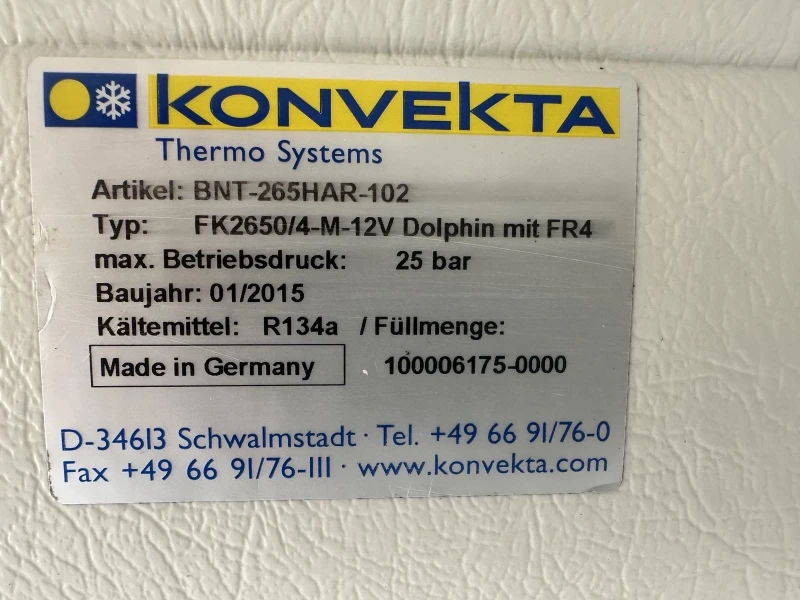 KONVEKTA
Thermo Systems
Artikel: BNT-265HAR-102
Typ: FK2650/4-M-12V Dolphin mit FR4
max. Betriebsdruck: 25 bar
Baujahr: 01/2015
Kältemittel: R134a / Füllmenge:
Made in Germany 100006175-0000
D-34613 Schwalmstadt · Tel. +49 66 91/76-0
Fax +49 66 91/76-111 · www.konvekta.com